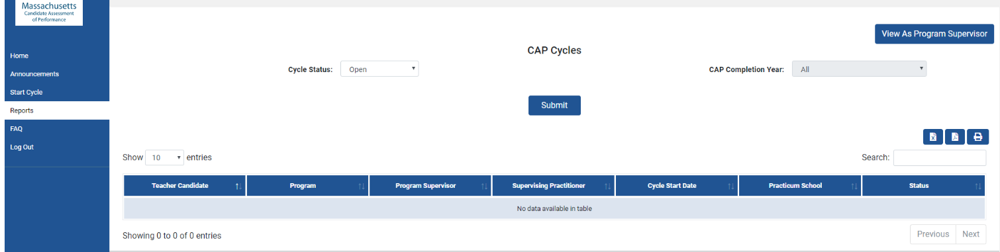 Massachusetts
Candidate Assessment
of Performance
Home
Announcements
Start Cycle
Reports
FAQ
Log Out
View As Program Supervisor
CAP Cycles
Cycle Status: Open
CAP Completion Year: All
Submit
Show 10 entries
Search:
Teacher Candidate Program Program Supervisor Supervising Practitioner Cycle Start Date Practicum School Status
No data available in table
Showing 0 to 0 of 0 entries
Previous Next